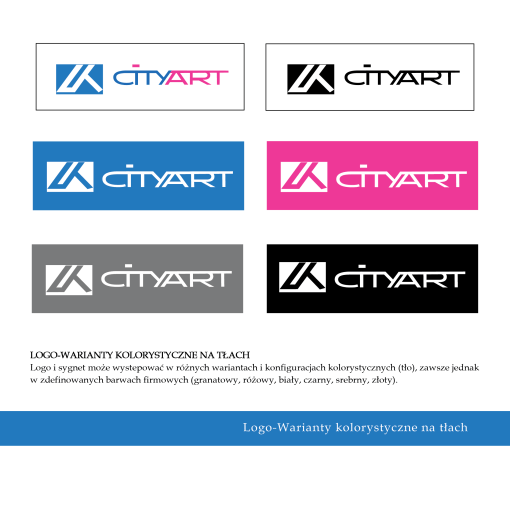 CITYART
CITYART
CITYART
CITYART
CITYART
CITYART
LOGO-WARIANTY KOLORYSTYCZNE NA TŁACH
Logo i sygnet może wystepować w różnych wariantach i konfiguracjach kolorystycznych (tło), zawsze jednak
w zdefinowanych barwach firmowych (granatowy, różowy, biały, czarny, srebrny, złoty).
Logo-Warianty kolorystyczne na tłach